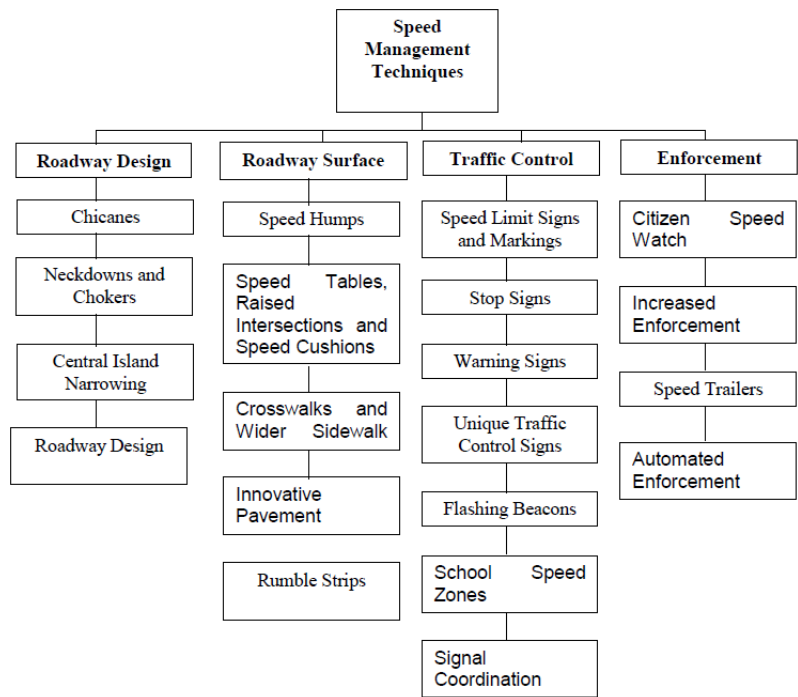 Speed
Management
Techniques
Roadway Design
Roadway Surface
Traffic Control
Enforcement
Chicanes
Neckdowns and
Chokers
Central Island
Narrowing
Roadway Design
Speed Humps
Speed Tables,
Raised
Intersections and
Speed Cushions
Crosswalks and
Wider Sidewalk
Innovative
Pavement
Rumble Strips
Speed Limit Signs
and Markings
Stop Signs
Warning Signs
Unique Traffic
Control Signs
Flashing Beacons
School Speed
Zones
Signal
Coordination
Citizen Speed
Watch
Increased
Enforcement
Speed Trailers
Automated
Enforcement